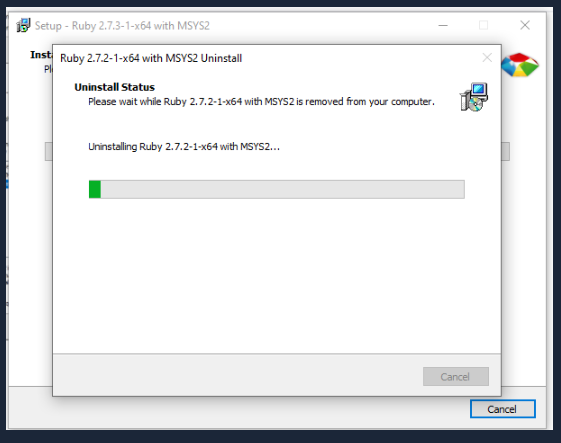 Setup - Ruby 2.7.3-1-x64 with MSYS2
Inst
Pl
Ruby 2.7.2-1-x64 with MSYS2 Uninstall
Uninstall Status
Please wait while Ruby 2.7.2-1-x64 with MSYS2 is removed from your computer.
Uninstalling Ruby 2.7.2-1-x64 with MSYS2...
Cancel
Cancel